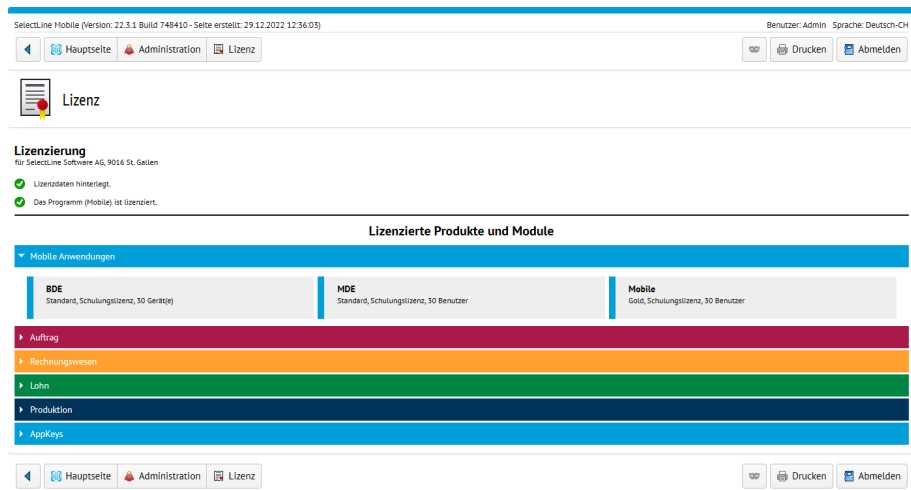 SelectLine Mobile (Version: 22.3.1 Build 748410 - Seite erstellt: 29.12.2022 12:36:03) Benutzer: Admin Sprache: Deutsch-CH
Hauptseite Administration Lizenz Drucken Abmelden
Lizenz
Lizenzierung
für SelectLine Software AG, 9016 St. Gallen
Lizenzdaten hinterlegt.
Das Programm (Mobile) ist lizenziert.
Lizenzierte Produkte und Module
Mobile Anwendungen
BDE MDE Mobile
Standard, Schulungslizenz, 30 Gerät(e) Standard, Schulungslizenz, 30 Benutzer Gold, Schulungslizenz, 30 Benutzer
Auftrag
Rechnungswesen
Lohn
Produktion
AppKeys
Hauptseite Administration Lizenz Drucken Abmelden